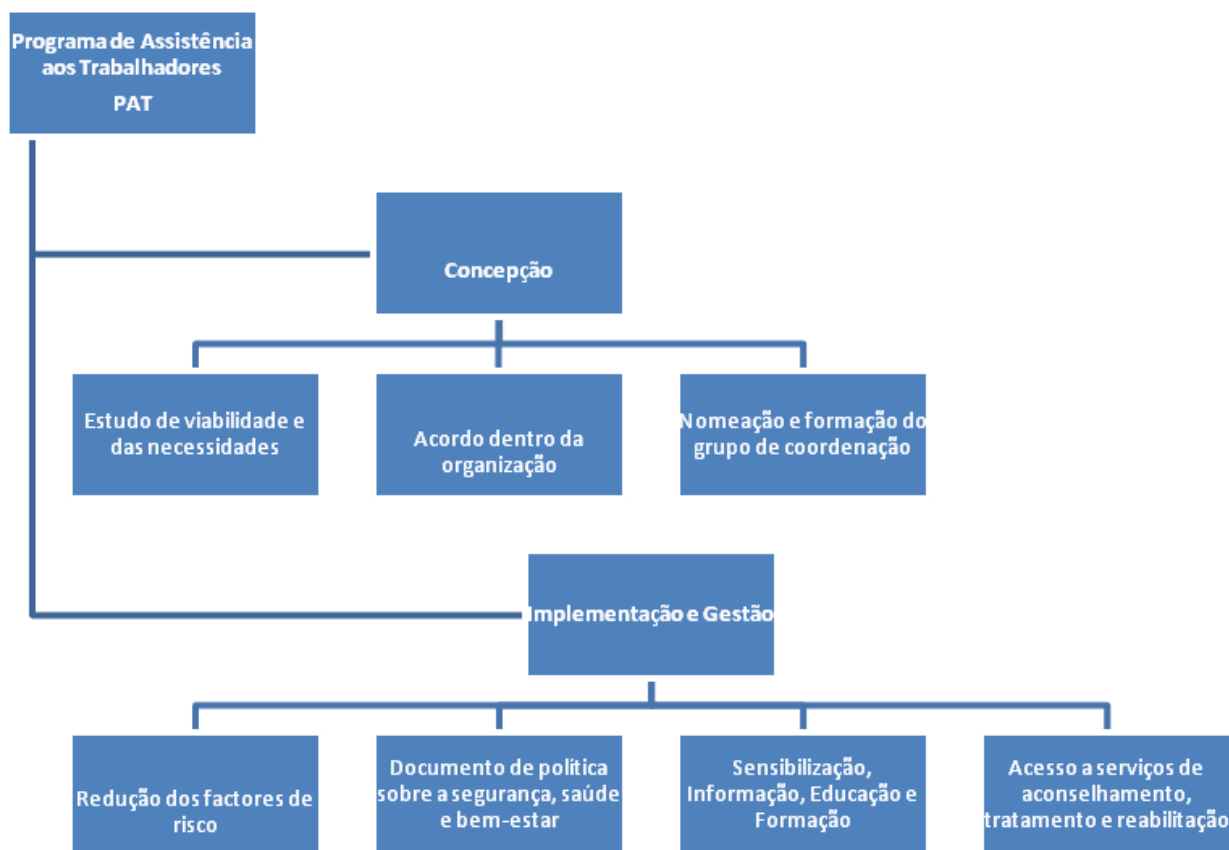 Programa de Assistência
aos Trabalhadores
PAT
Concepção
Estudo de viabilidade e
das necessidades
Acordo dentro da
organização
Nomeação e formação do
grupo de coordenação
Implementação e Gestão
Redução dos factores de
risco
Documento de política
sobre a segurança, saúde
e bem-estar
Sensibilização,
Informação, Educação e
Formação
Acesso a serviços de
aconselhamento,
tratamento e reabilitação